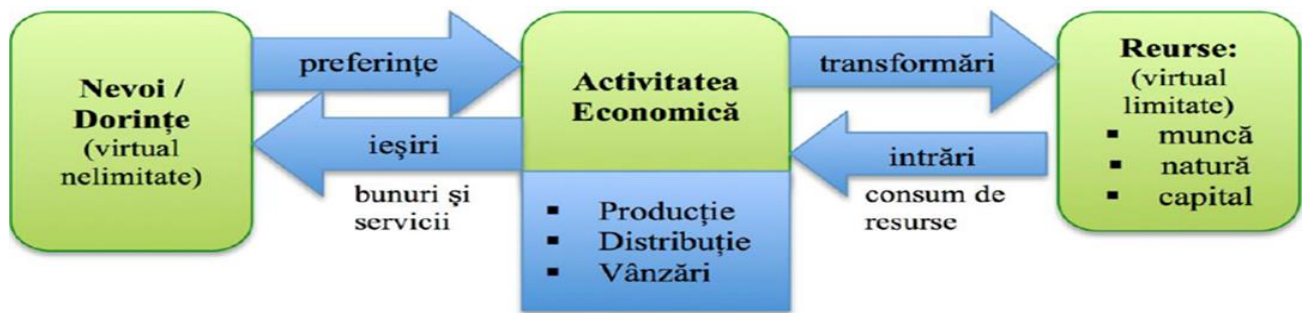 Nevoi /
Dorințe
(virtual
nelimitate)
preferințe
ieșiri
bunuri și
servicii
Activitatea
Economică
▪ Producție
▪ Distribuție
▪ Vânzări
transformări
intrări
consum de
resurse
Reurse:
(virtual
limitate)
▪ muncă
▪ natură
▪ capital